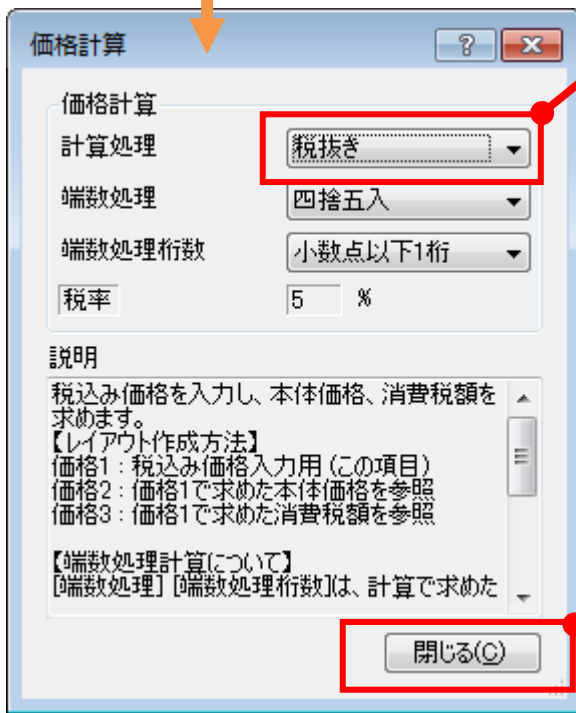 価格計算
価格計算
計算処理 税抜き
端数処理 四捨五入
端数処理桁数 小数点以下1桁
税率 5 %
説明
税込み価格を入力し、本体価格、消費税額を
求めます。
【レイアウト作成方法】
価格1：税込み価格入力用(この項目)
価格2：価格1で求めた本体価格を参照
価格3：価格1で求めた消費税額を参照
【端数処理計算について】
[端数処理] [端数処理桁数]は、計算で求めた
閉じる(C)